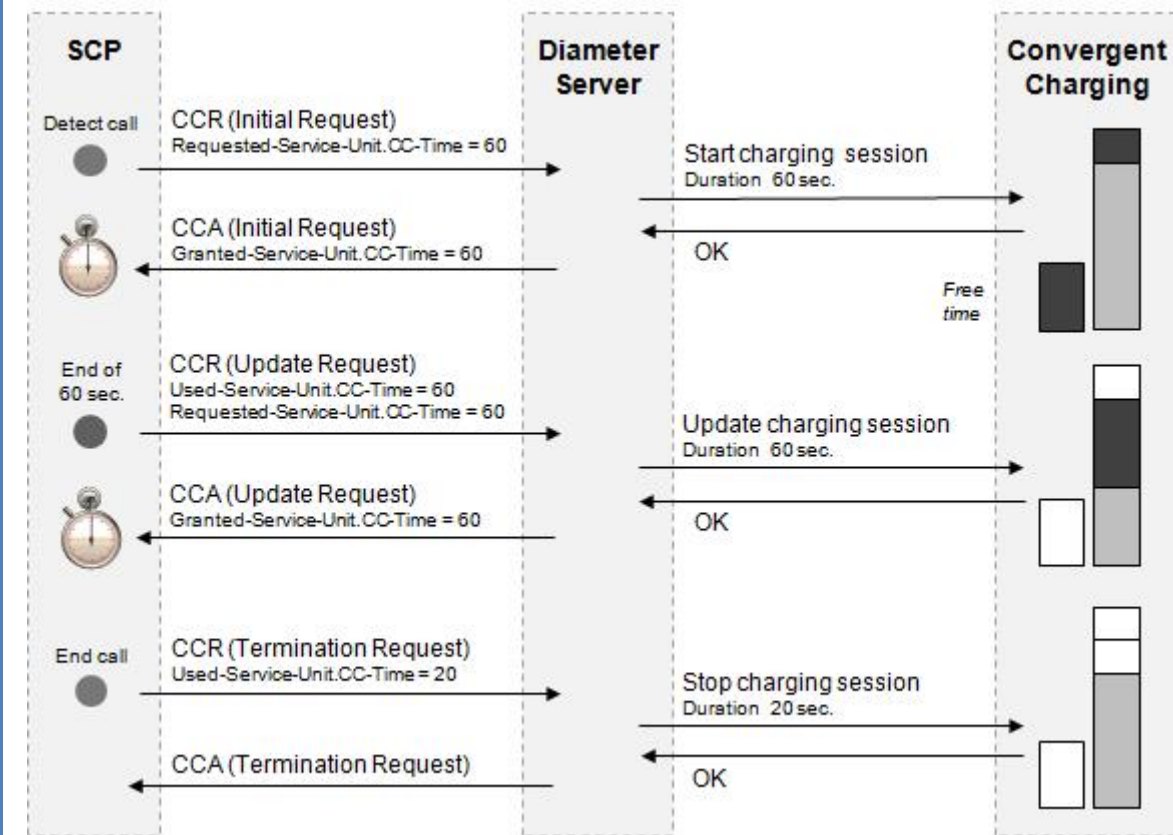 SCP
Diameter
Server
Convergent
Charging
Detect call
CCR (Initial Request)
Requested-Service-Unit.CC-Time = 60
Start charging session
Duration 60 sec.
CCA (Initial Request)
Granted-Service-Unit.CC-Time = 60
OK
Free
time
End of
60 sec.
CCR (Update Request)
Used-Service-Unit.CC-Time = 60
Requested-Service-Unit.CC-Time = 60
Update charging session
Duration 60 sec.
CCA (Update Request)
Granted-Service-Unit.CC-Time = 60
OK
End call
CCR (Termination Request)
Used-Service-Unit.CC-Time = 20
Stop charging session
Duration 20 sec.
CCA (Termination Request)
OK